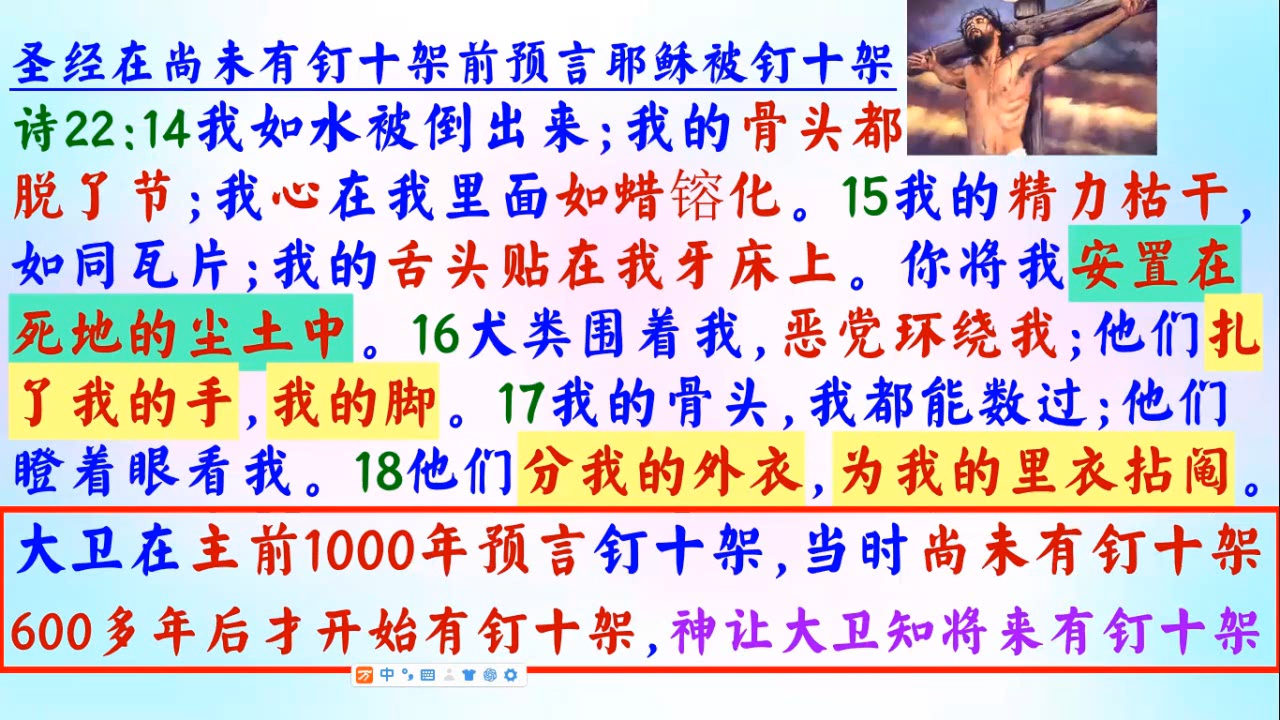 圣经在尚未有钉十架前预言耶稣被钉十架
诗22:14我如水被倒出来;我的骨头都
脱了节;我心在我里面如蜡镕化。15我的精力枯干,
如同瓦片;我的舌头贴在我牙床上。你将我安置在
死地的尘土中。16犬类围着我,恶党环绕我;他们扎
了我的手,我的脚。17我的骨头,我都能数过;他们
瞪着眼看我。18他们分我的外衣,为我的里衣拈阄。
大卫在主前1000年预言钉十架,当时尚未有钉十架
600多年后才开始有钉十架,神让大卫知将来有钉十架
中